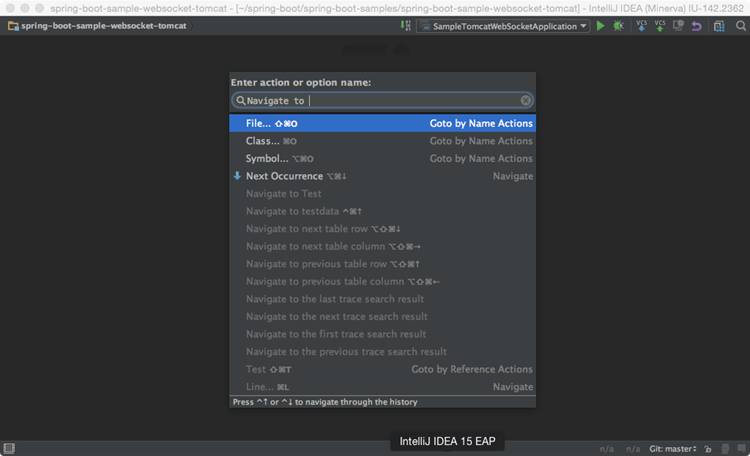 spring-boot-sample-websocket-tomcat - [~/spring-boot/spring-boot-samples/spring-boot-sample-websocket-tomcat] - IntelliJ IDEA (Minerva) IU-142.2362
spring-boot-sample-websocket-tomcat SampleTomcatWebSocketApplication VCS VCS
Enter action or option name:
Navigate to
File... ⇧⌘O Goto by Name Actions
Class... ⌘O Goto by Name Actions
Symbol... ⌥⌘O Goto by Name Actions
Next Occurrence ⌥⌘↓ Navigate
Navigate to Test
Navigate to testdata ^⌘↑
Navigate to next table row ⌥⇧⌘↓
Navigate to next table column ⌥⇧⌘→
Navigate to previous table row ⌥⇧⌘↑
Navigate to previous table column ⌥⇧⌘←
Navigate to the last trace search result
Navigate to the next trace search result
Navigate to the first trace search result
Navigate to the previous trace search result
Test ⇧⌘T Goto by Reference Actions
Line... ⌘L Navigate
Press ^↑ or ^↓ to navigate through the history
IntelliJ IDEA 15 EAP
n/a n/a Git: master